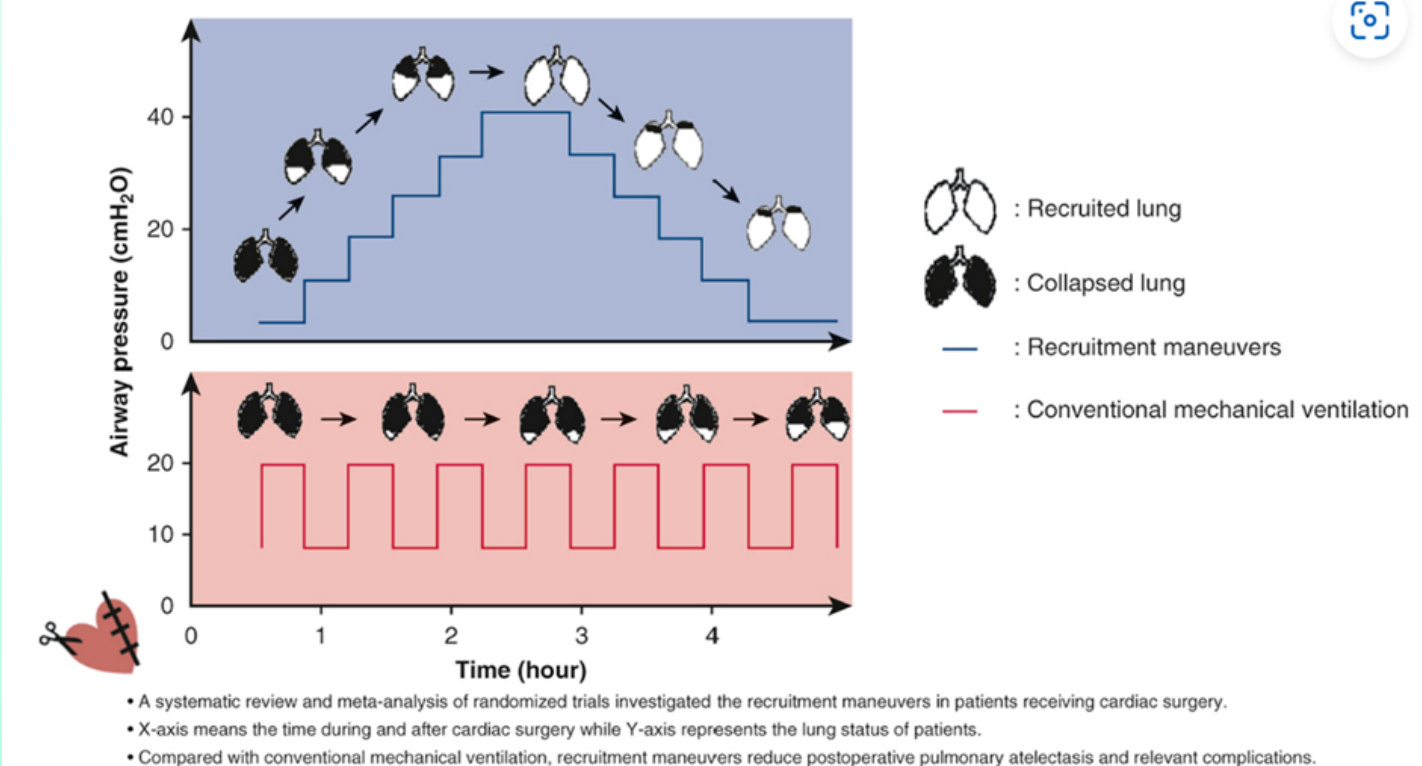 40
20
0
Airway pressure (cmH₂O)
20
10
0
0 1 2 3 4
Time (hour)
: Recruited lung
: Collapsed lung
: Recruitment maneuvers
: Conventional mechanical ventilation
• A systematic review and meta-analysis of randomized trials investigated the recruitment maneuvers in patients receiving cardiac surgery.
• X-axis means the time during and after cardiac surgery while Y-axis represents the lung status of patients.
• Compared with conventional mechanical ventilation, recruitment maneuvers reduce postoperative pulmonary atelectasis and relevant complications.